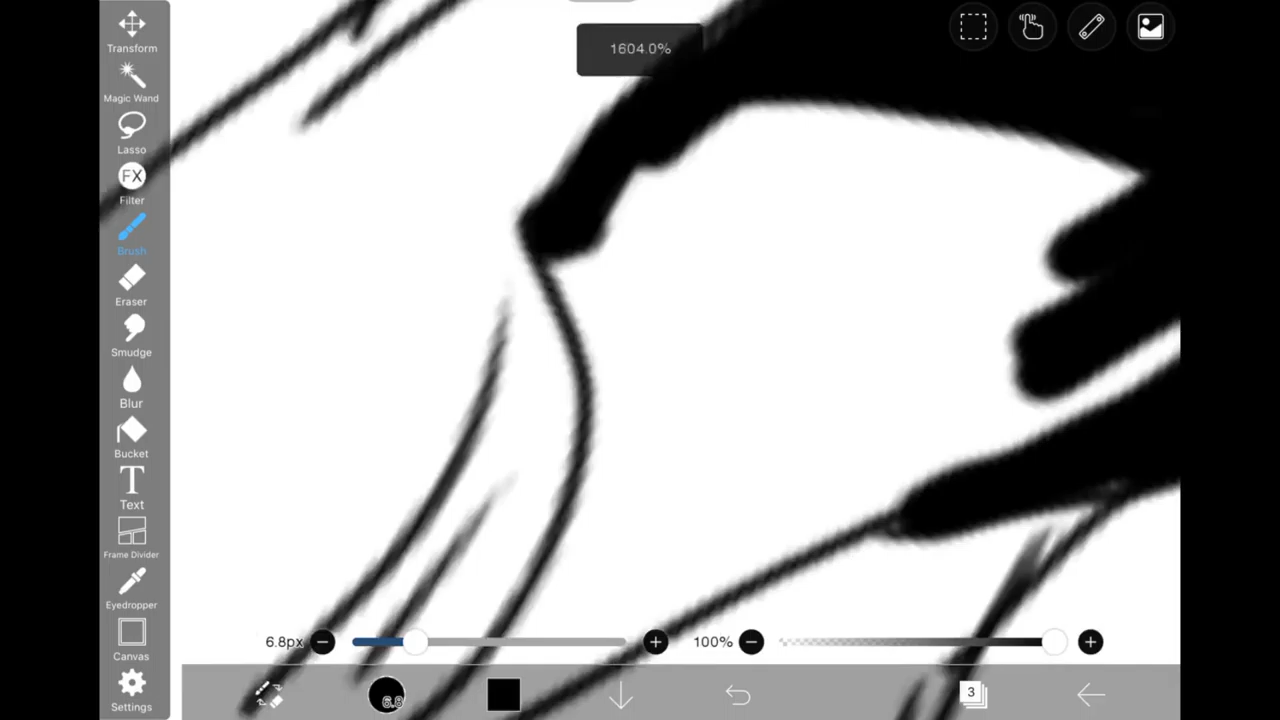 1604.0%
Transform
Magic Wand
Lasso
FX
Filter
Brush
Eraser
Smudge
Blur
Bucket
T
Text
Frame Divider
Eyedropper
Canvas
Settings
6.8px
100%
6.8
3